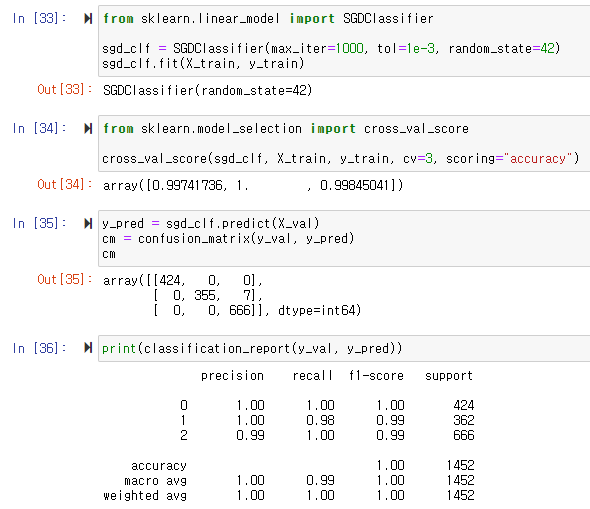 In [33]: from sklearn.linear_model import SGDClassifier
sgd_clf = SGDClassifier(max_iter=1000, tol=1e-3, random_state=42)
sgd_clf.fit(X_train, y_train)
Out[33]: SGDClassifier(random_state=42)
In [34]: from sklearn.model_selection import cross_val_score
cross_val_score(sgd_clf, X_train, y_train, cv=3, scoring="accuracy")
Out[34]: array([0.99741736, 1.        , 0.99845041])
In [35]: y_pred = sgd_clf.predict(X_val)
cm = confusion_matrix(y_val, y_pred)
cm
Out[35]: array([[424,   0,   0],
[  0, 355,   7],
[  0,   0, 666]], dtype=int64)
In [36]: print(classification_report(y_val, y_pred))
precision    recall  f1-score   support
0       1.00      1.00      1.00       424
1       1.00      0.98      0.99       362
2       0.99      1.00      0.99       666
accuracy                           1.00      1452
macro avg       1.00      0.99      1.00      1452
weighted avg       1.00      1.00      1.00      1452